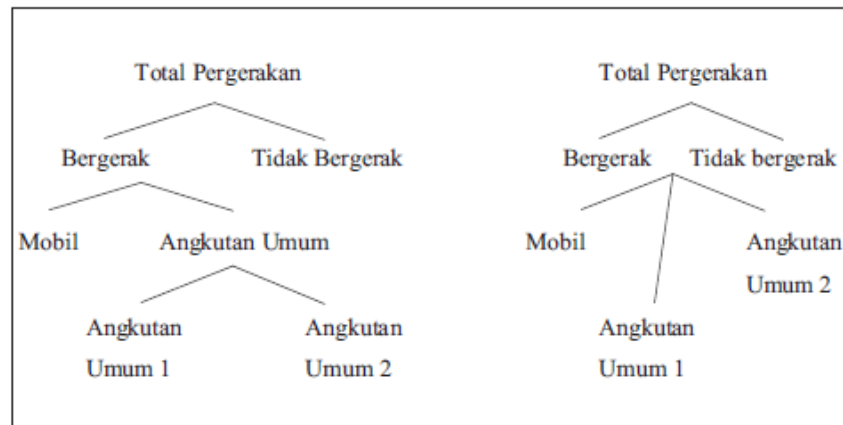 Total Pergerakan
Bergerak
Tidak Bergerak
Mobil
Angkutan Umum
Angkutan
Umum 1
Angkutan
Umum 2
Total Pergerakan
Bergerak
Tidak bergerak
Mobil
Angkutan
Umum 2
Angkutan
Umum 1